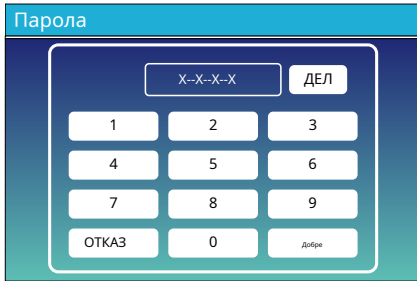 Парола
X--X--X--X ДЕЛ
1 2 3
4 5 6
7 8 9
ОТКАЗ 0 Добре